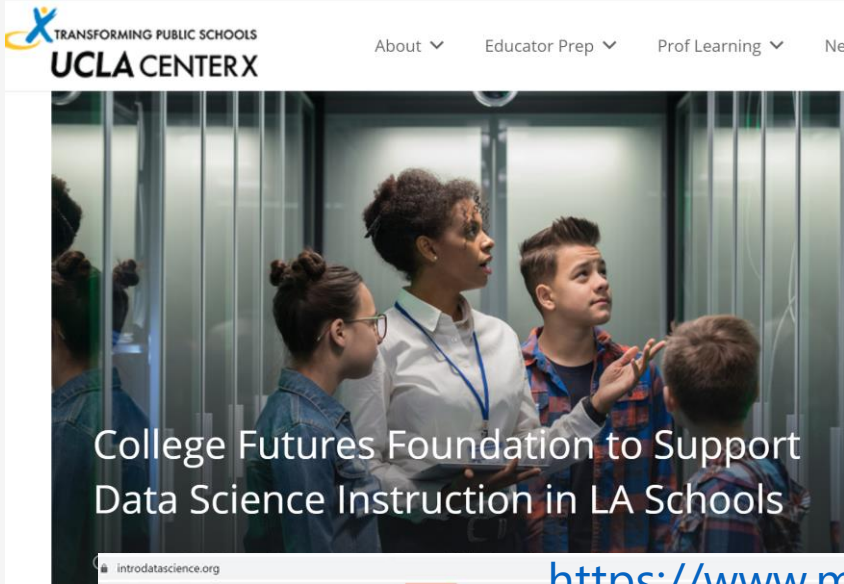 TRANSFORMING PUBLIC SCHOOLS
UCLA CENTER X
About
Educator Prep
Prof Learning
College Futures Foundation to Support
Data Science Instruction in LA Schools
introdatascience.org